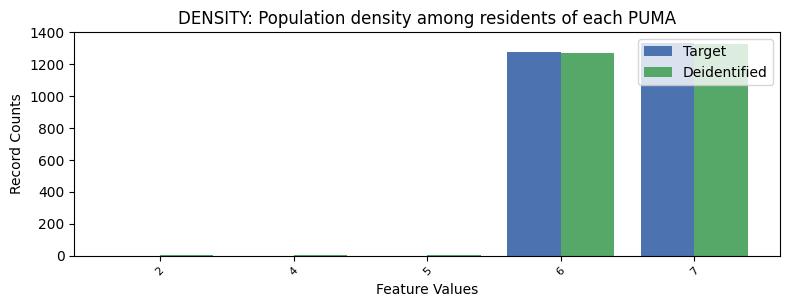 DENSITY: Population density among residents of each PUMA
Record Counts
1400
1200
1000
800
600
400
200
0
Target
Deidentified
2
4
5
6
7
Feature Values